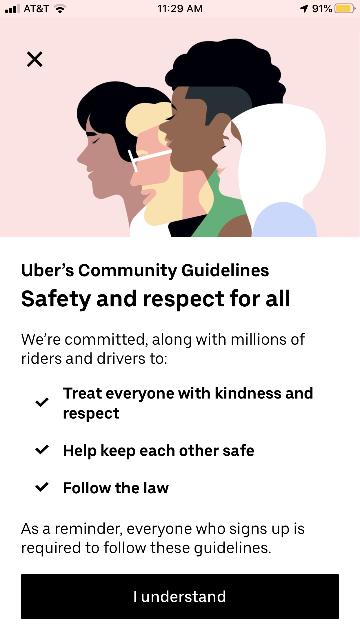 AT&T
11:29 AM
91%
Uber's Community Guidelines
Safety and respect for all
We're committed, along with millions of
riders and drivers to:
Treat everyone with kindness and
respect
Help keep each other safe
Follow the law
As a reminder, everyone who signs up is
required to follow these guidelines.
I understand